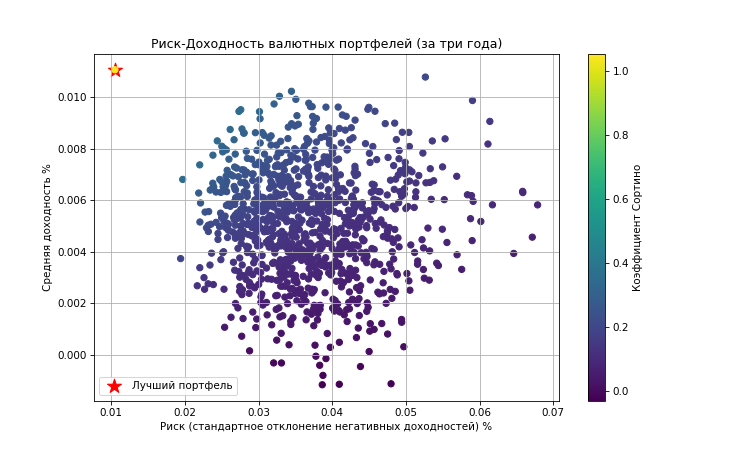 Риск-Доходность валютных портфелей (за три года)
Средняя доходность %
0.010
0.008
0.006
0.004
0.002
0.000
Лучший портфель
0.01 0.02 0.03 0.04 0.05 0.06 0.07
Риск (стандартное отклонение негативных доходностей) %
1.0
0.8
0.6
0.4
0.2
0.0
Коэффициент Сортино